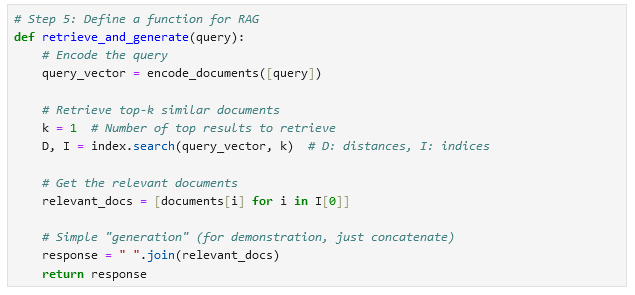 # Step 5: Define a function for RAG
def retrieve_and_generate(query):
    # Encode the query
    query_vector = encode_documents([query])

    # Retrieve top-k similar documents
    k = 1  # Number of top results to retrieve
    D, I = index.search(query_vector, k)  # D: distances, I: indices

    # Get the relevant documents
    relevant_docs = [documents[i] for i in I[0]]

    # Simple "generation" (for demonstration, just concatenate)
    response = " ".join(relevant_docs)
    return response